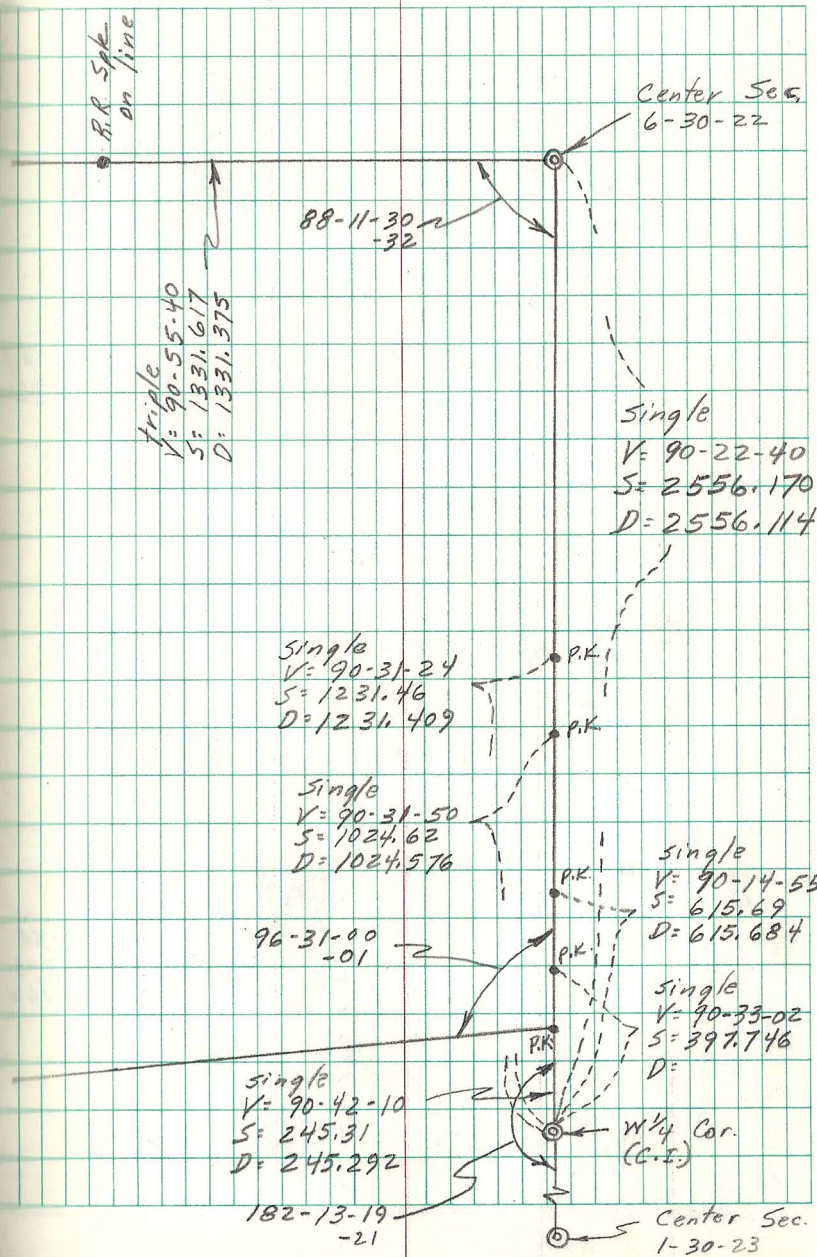 R.R. Spk
on line
Center Sec.
6-30-22
88-11-30
-32
triple
V= 90-55-40
S= 1331.617
D= 1331.375
single
V= 90-22-40
S= 2556.170
D= 2556.114
single
V= 90-31-24
S= 1231.46
D= 1231.409
P.K.
P.K.
single
V= 90-31-50
S= 1024.62
D= 1024.576
P.K.
single
V= 90-14-55
S= 615.69
D= 615.684
96-31-00
-01
P.K.
single
V= 90-33-02
S= 397.746
D=
P.K.
single
V= 90-42-10
S= 245.31
D= 245.292
W 1/4 Cor.
(C.I.)
182-13-19
-21
Center Sec.
1-30-23